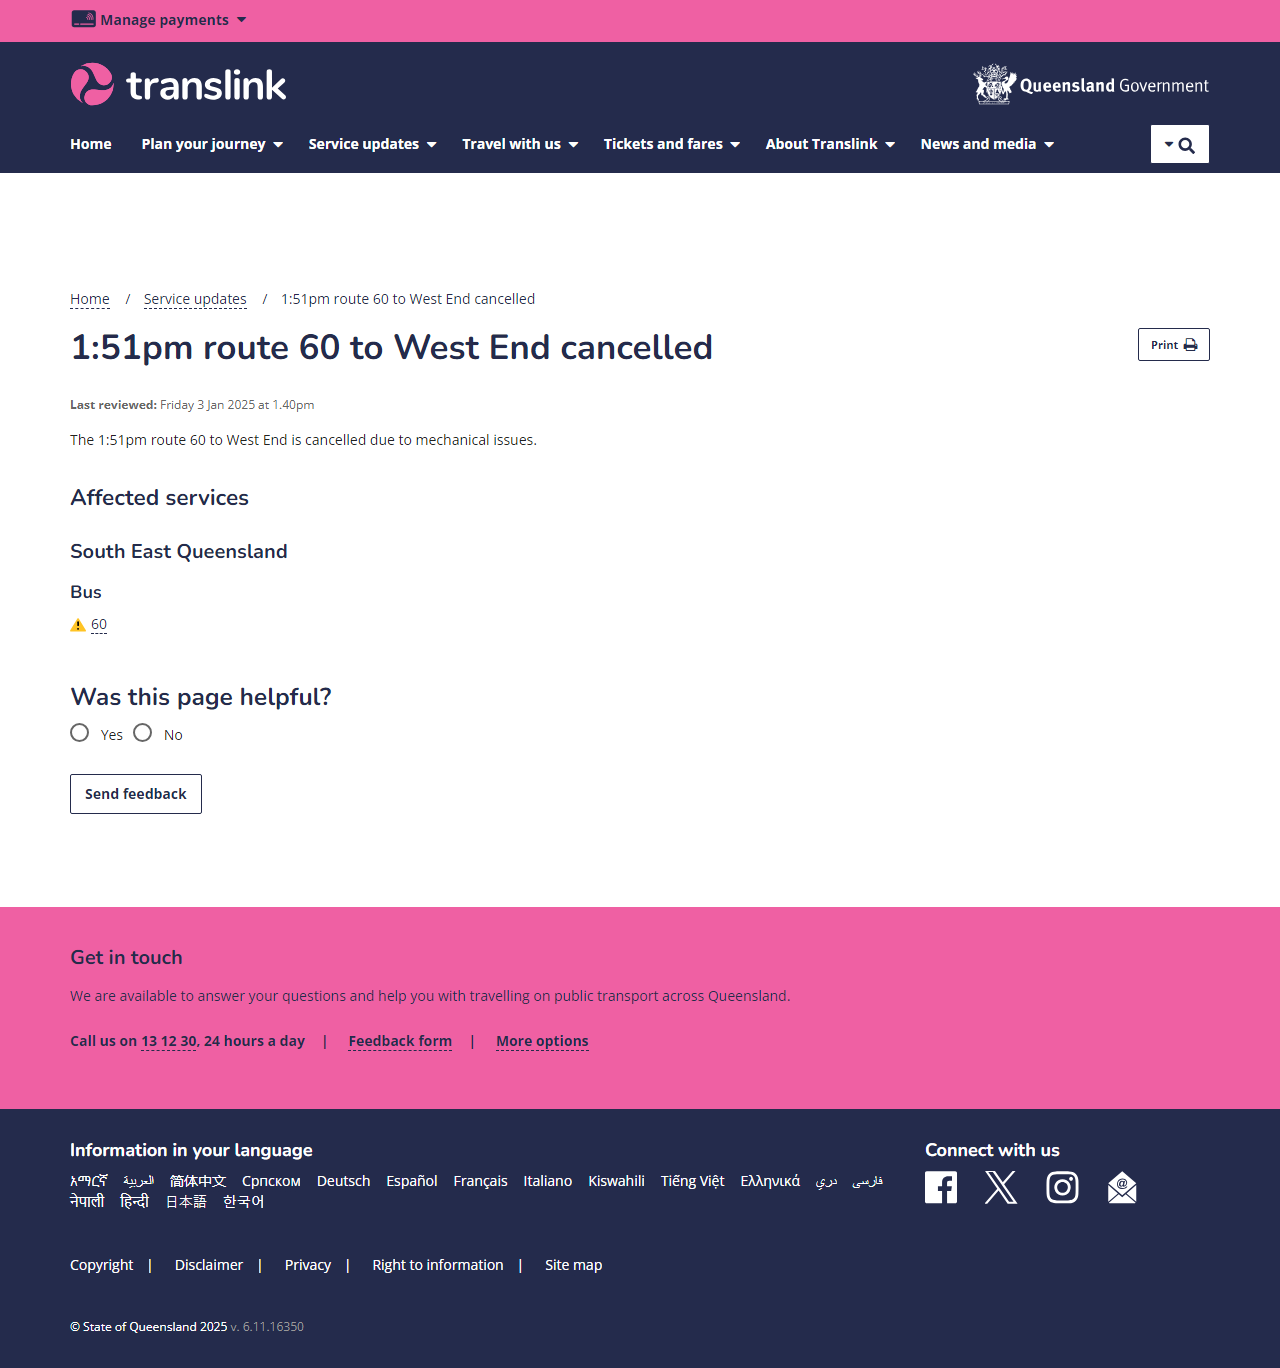 Manage payments
translink
Queensland Government
Home Plan your journey Service updates Travel with us Tickets and fares About Translink News and media
Home / Service updates / 1:51pm route 60 to West End cancelled
1:51pm route 60 to West End cancelled
Print
Last reviewed: Friday 3 Jan 2025 at 1.40pm
The 1:51pm route 60 to West End is cancelled due to mechanical issues.
Affected services
South East Queensland
Bus
60
Was this page helpful?
Yes No
Send feedback
Get in touch
We are available to answer your questions and help you with travelling on public transport across Queensland.
Call us on 13 12 30, 24 hours a day | Feedback form | More options
Information in your language
አማርኛ العربية 简体中文 Српском Deutsch Español Français Italiano Kiswahili Tiếng Việt Ελληνικά دري فارسی
नेपाली हिन्दी 日本語 한국어
Connect with us
Copyright | Disclaimer | Privacy | Right to information | Site map
© State of Queensland 2025 v. 6.11.16350